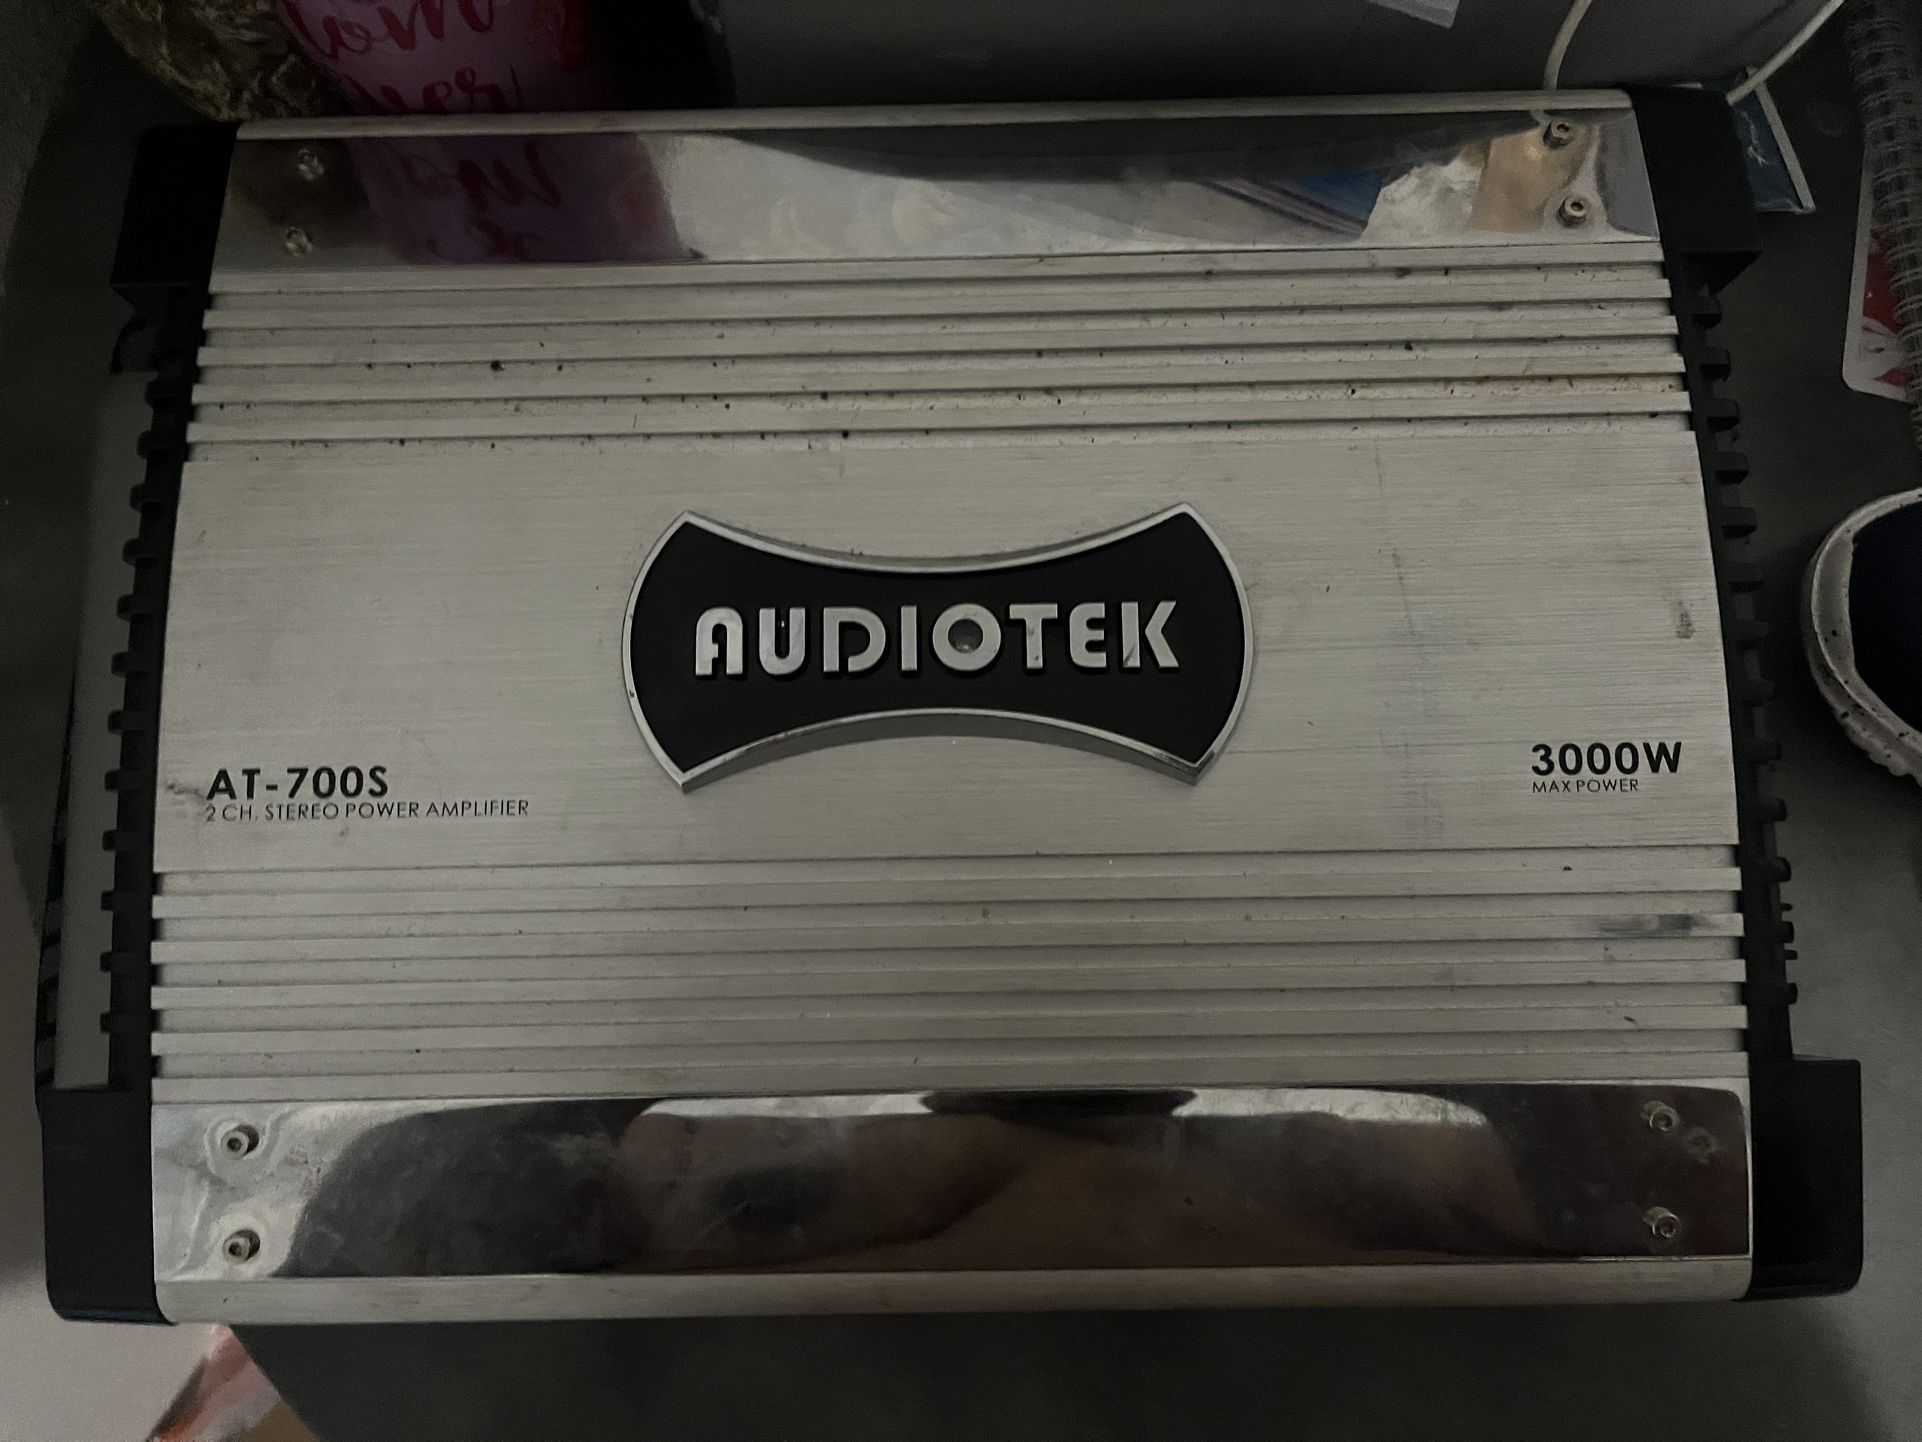 AUDIOTEK
AT-700S
2 CH. STEREO POWER AMPLIFIER
3000W
MAX POWER